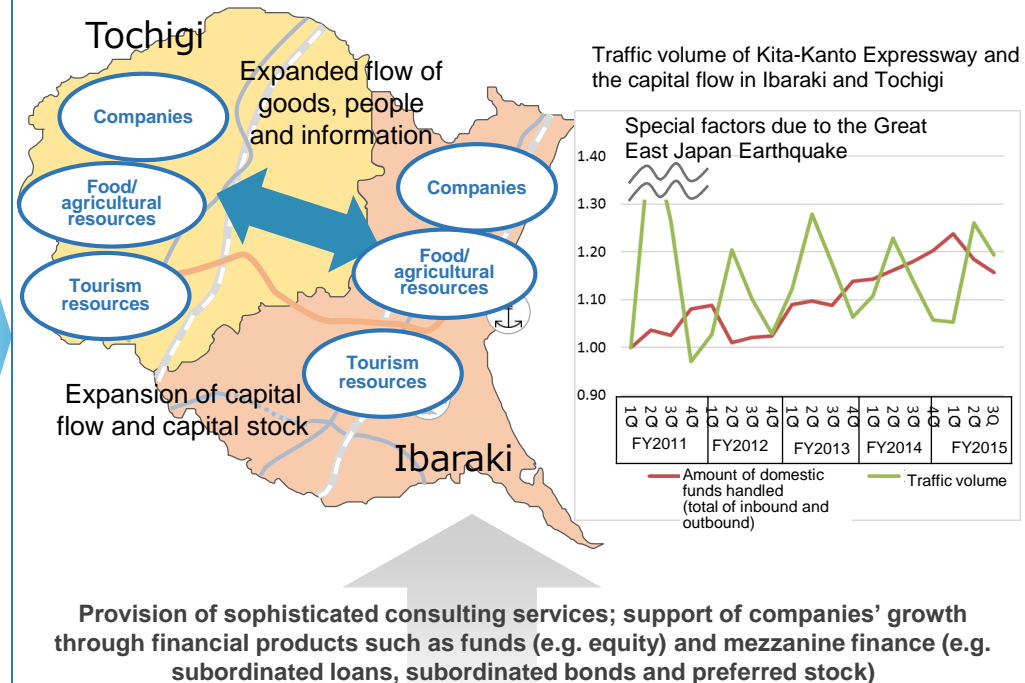 Tochigi
Expanded flow of
goods, people
and information
Companies
Food/
agricultural
resources
Tourism
resources
Companies
Food/
agricultural
resources
Tourism
resources
Expansion of capital
flow and capital stock
Ibaraki
Traffic volume of Kita-Kanto Expressway and
the capital flow in Ibaraki and Tochigi
Special factors due to the Great
East Japan Earthquake
1.40
1.30
1.20
1.10
1.00
0.90
1Q 2Q 3Q 4Q 1Q 2Q 3Q 4Q 1Q 2Q 3Q 4Q 1Q 2Q 3Q 4Q 1Q 2Q 3Q
FY2011 FY2012 FY2013 FY2014 FY2015
Amount of domestic
funds handled
(total of inbound and
outbound)
Traffic volume
Provision of sophisticated consulting services; support of companies’ growth
through financial products such as funds (e.g. equity) and mezzanine finance (e.g.
subordinated loans, subordinated bonds and preferred stock)